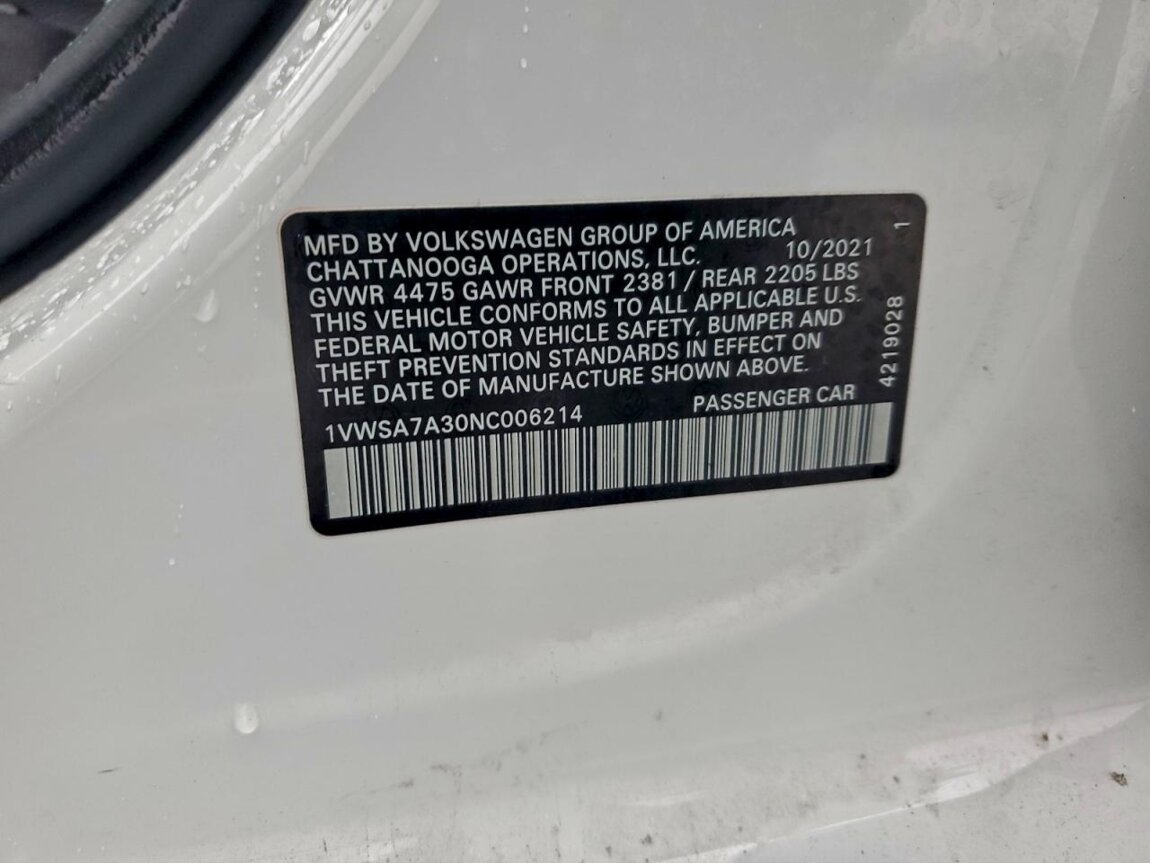 MFD BY VOLKSWAGEN GROUP OF AMERICA
CHATTANOOGA OPERATIONS, LLC. 10/2021 1
GVWR 4475 GAWR FRONT 2381 / REAR 2205 LBS
THIS VEHICLE CONFORMS TO ALL APPLICABLE U.S.
FEDERAL MOTOR VEHICLE SAFETY, BUMPER AND
THEFT PREVENTION STANDARDS IN EFFECT ON
THE DATE OF MANUFACTURE SHOWN ABOVE.
4219028
1VWSA7A30NC006214 PASSENGER CAR